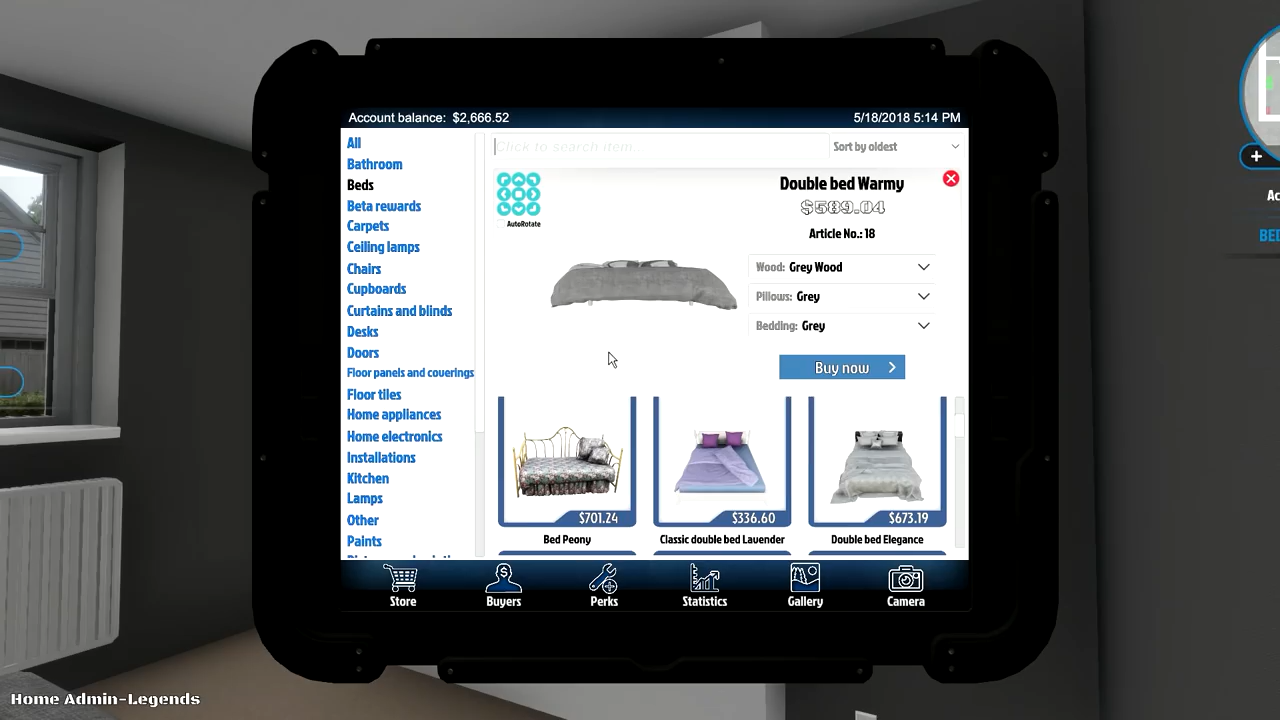 Account balance: $2,666.52
5/18/2018 5:14 PM
All
Bathroom
Beds
Beta rewards
Carpets
Ceiling lamps
Chairs
Cupboards
Curtains and blinds
Desks
Doors
Floor panels and coverings
Floor tiles
Home appliances
Home electronics
Installations
Kitchen
Lamps
Other
Paints
Click to search item...
Sort by oldest
AutoRotate
Double bed Warmy
$589.04
Article No.: 18
Wood: Grey Wood
Pillows: Grey
Bedding: Grey
Buy now
$701.24
Bed Peony
$336.60
Classic double bed Lavender
$673.19
Double bed Elegance
Store
Buyers
Perks
Statistics
Gallery
Camera
Home Admin-Legends